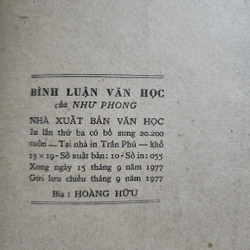 BÌNH LUẬN VĂN HỌC
của NHƯ PHONG
NHÀ XUẤT BẢN VĂN HỌC
In lần thứ ba có bổ sung 20.200
cuốn — Tại nhà in Trần Phú — khổ
13 × 19 - Số xuất bản: 10 - Số in: 055
Xong ngày 15 tháng 9 năm 1977
Gửi lưu chiểu tháng 9 năm 1977
Bìa : HOÀNG HỮU